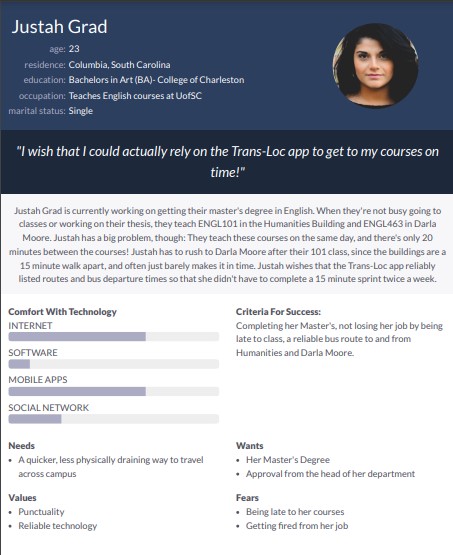 Justah Grad
age: 23
residence: Columbia, South Carolina
education: Bachelors in Art (BA)- College of Charleston
occupation: Teaches English courses at UofSC
marital status: Single
"I wish that I could actually rely on the Trans-Loc app to get to my courses on
time!"
Justah Grad is currently working on getting their master's degree in English. When they're not busy going to
classes or working on their thesis, they teach ENGL101 in the Humanities Building and ENGL463 in Darla
Moore. Justah has a big problem, though: They teach these courses on the same day, and there's only 20
minutes between the courses! Justah has to rush to Darla Moore after their 101 class, since the buildings are a
15 minute walk apart, and often just barely makes it in time. Justah wishes that the Trans-Loc app reliably
listed routes and bus departure times so that she didn't have to complete a 15 minute sprint twice a week.
Comfort With Technology
INTERNET
SOFTWARE
MOBILE APPS
SOCIAL NETWORK
Criteria For Success:
Completing her Master's, not losing her job by being
late to class, a reliable bus route to and from
Humanities and Darla Moore.
Needs
• A quicker, less physically draining way to travel
across campus
Wants
• Her Master's Degree
• Approval from the head of her department
Values
• Punctuality
• Reliable technology
Fears
• Being late to her courses
• Getting fired from her job